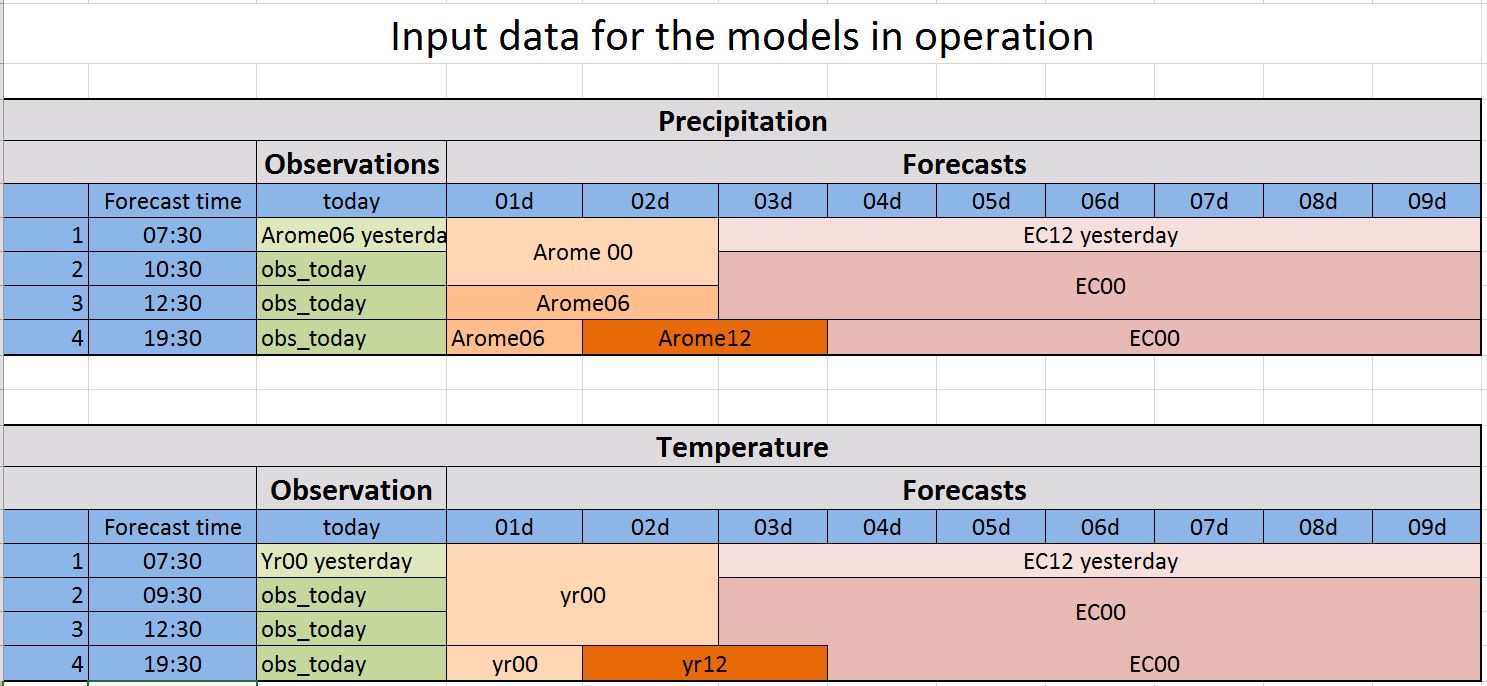 Input data for the models in operation
Precipitation
Observations Forecasts
Forecast time today 01d 02d 03d 04d 05d 06d 07d 08d 09d
1 07:30 Arome06 yesterda Arome 00 EC12 yesterday
2 10:30 obs_today EC00
3 12:30 obs_today Arome06
4 19:30 obs_today Arome06 Arome12 EC00
Temperature
Observation Forecasts
Forecast time today 01d 02d 03d 04d 05d 06d 07d 08d 09d
1 07:30 Yr00 yesterday EC12 yesterday
2 09:30 obs_today yr00 EC00
3 12:30 obs_today
4 19:30 obs_today yr00 yr12 EC00